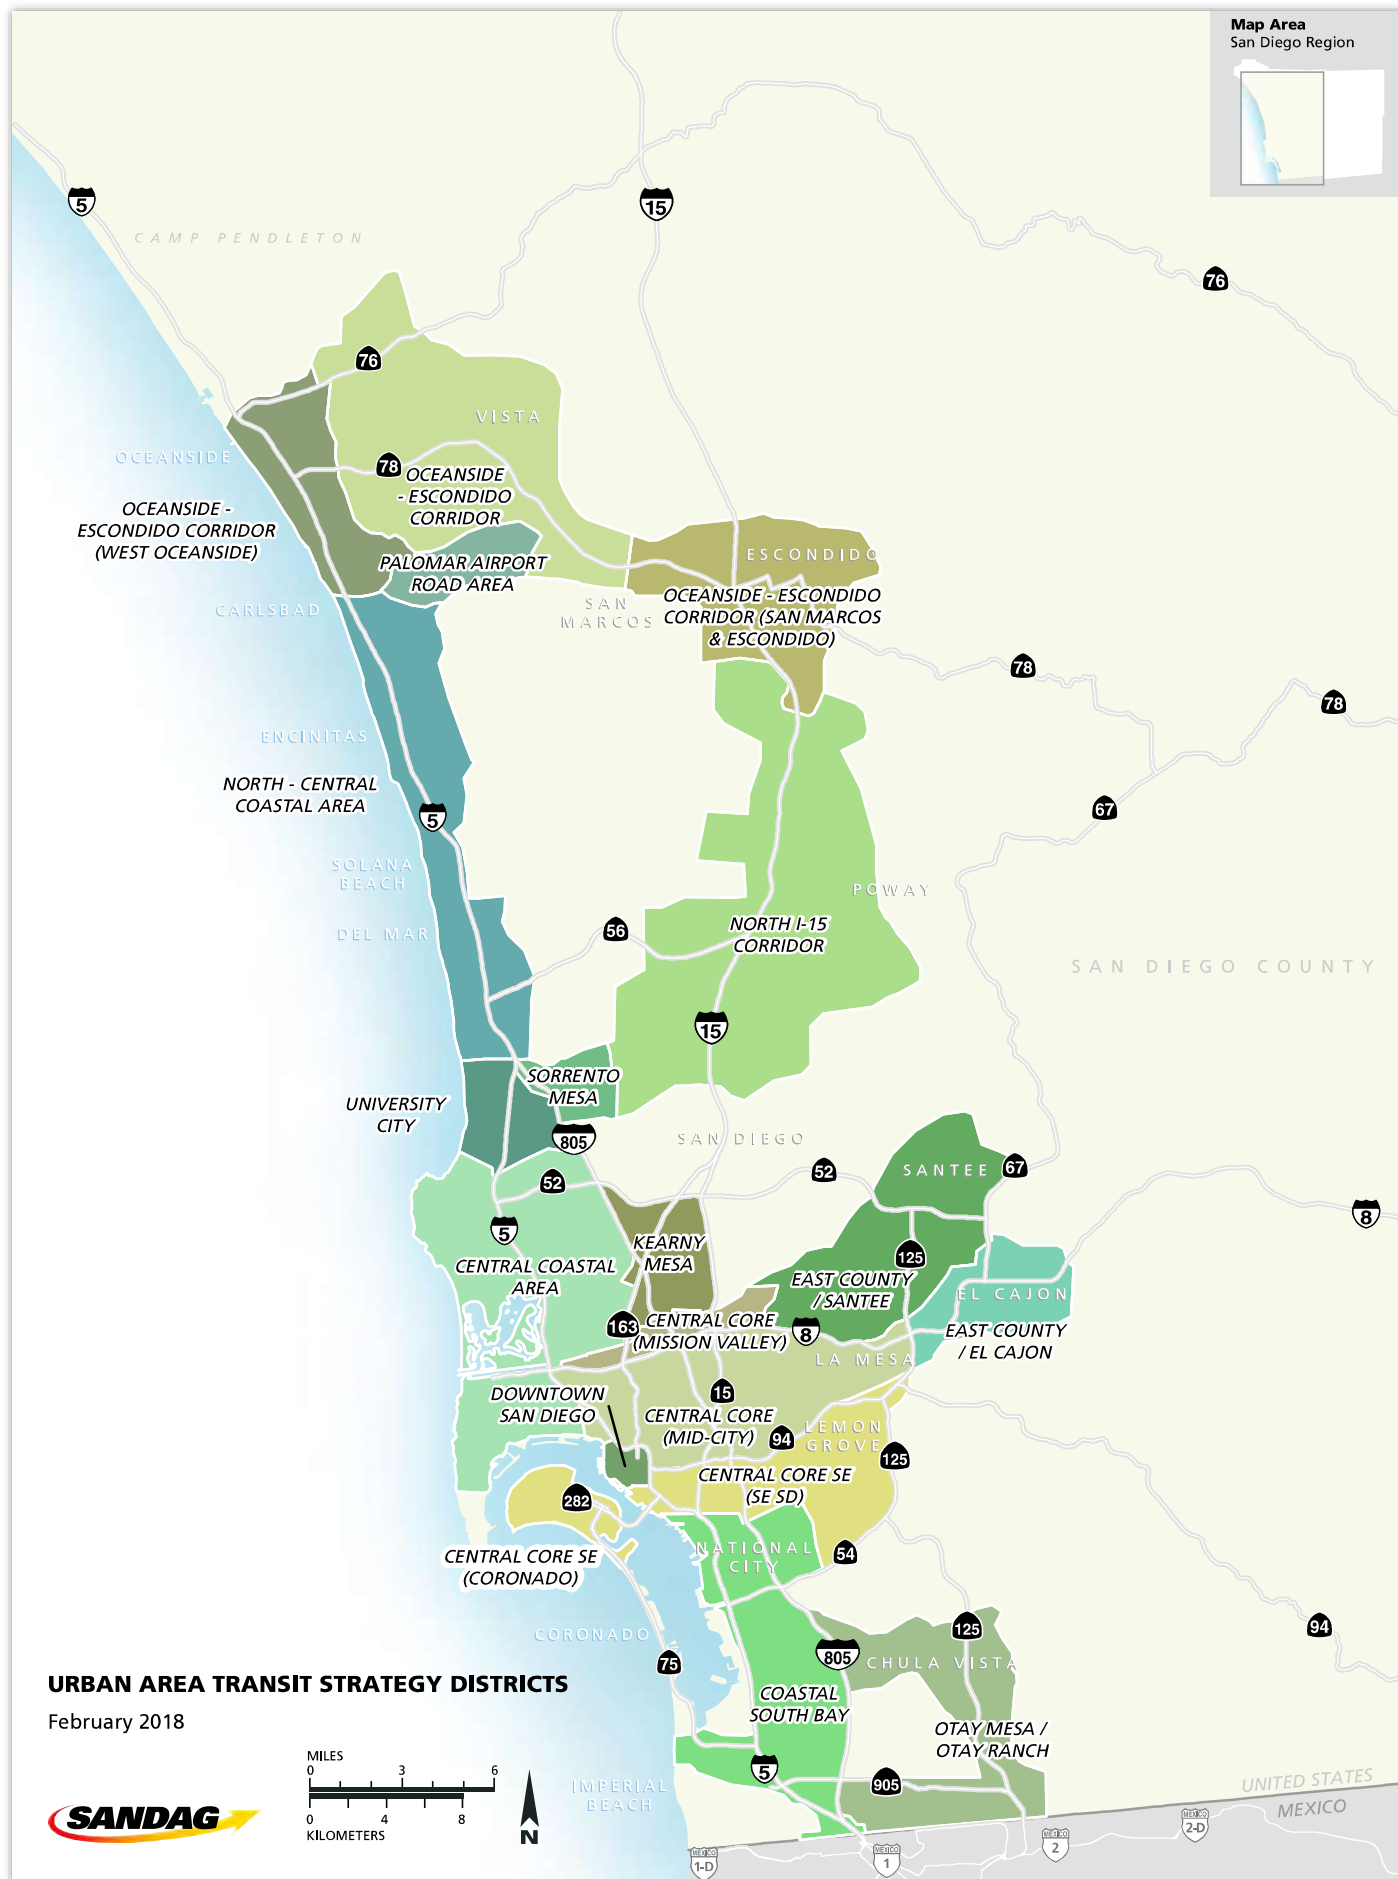 Map Area
San Diego Region
5
15
CAMP PENDLETON
76
76
VISTA
OCEANSIDE
78
OCEANSIDE
- ESCONDIDO
CORRIDOR
OCEANSIDE -
ESCONDIDO CORRIDOR
(WEST OCEANSIDE)
ESCONDIDO
PALOMAR AIRPORT
ROAD AREA
CARLSBAD
SAN
MARCOS
OCEANSIDE - ESCONDIDO
CORRIDOR (SAN MARCOS
& ESCONDIDO)
78
78
ENCINITAS
NORTH - CENTRAL
COASTAL AREA
5
67
SOLANA
BEACH
POWAY
DEL MAR
56
NORTH I-15
CORRIDOR
SAN DIEGO COUNTY
15
SORRENTO
MESA
UNIVERSITY
CITY
805
SAN DIEGO
52
52
SANTEE
67
5
8
KEARNY
MESA
125
CENTRAL COASTAL
AREA
EAST COUNTY
/ SANTEE
EL CAJON
163
CENTRAL CORE
(MISSION VALLEY)
8
EAST COUNTY
/ EL CAJON
LA MESA
DOWNTOWN
SAN DIEGO
15
CENTRAL CORE
(MID-CITY)
94
LEMON
GROVE
125
CENTRAL CORE SE
(SE SD)
282
NATIONAL
CITY
54
CENTRAL CORE SE
(CORONADO)
CORONADO
125
94
75
805
CHULA VISTA
URBAN AREA TRANSIT STRATEGY DISTRICTS
February 2018
COASTAL
SOUTH BAY
OTAY MESA /
OTAY RANCH
MILES
0 3 6
0 4 8
KILOMETERS
SANDAG
N
5
905
IMPERIAL
BEACH
UNITED STATES
MEXICO
MEXICO
1-D
MEXICO
1
MEXICO
2
MEXICO
2-D